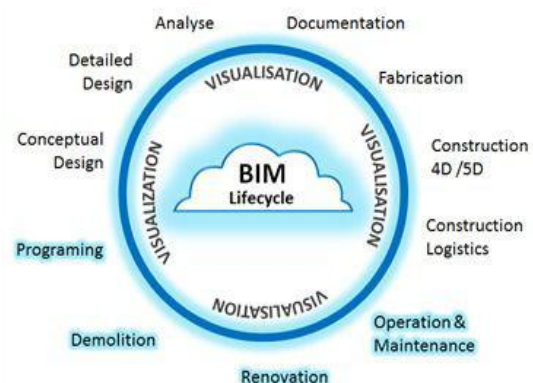 Analyse
Documentation
Detailed
Design
VISUALISATION
Fabrication
Conceptual
Design
VISUALIZATION
BIM
Lifecycle
VISUALISATION
Construction
4D /5D
Construction
Logistics
Programing
VISUALISATION
Operation &
Maintenance
Demolition
Renovation